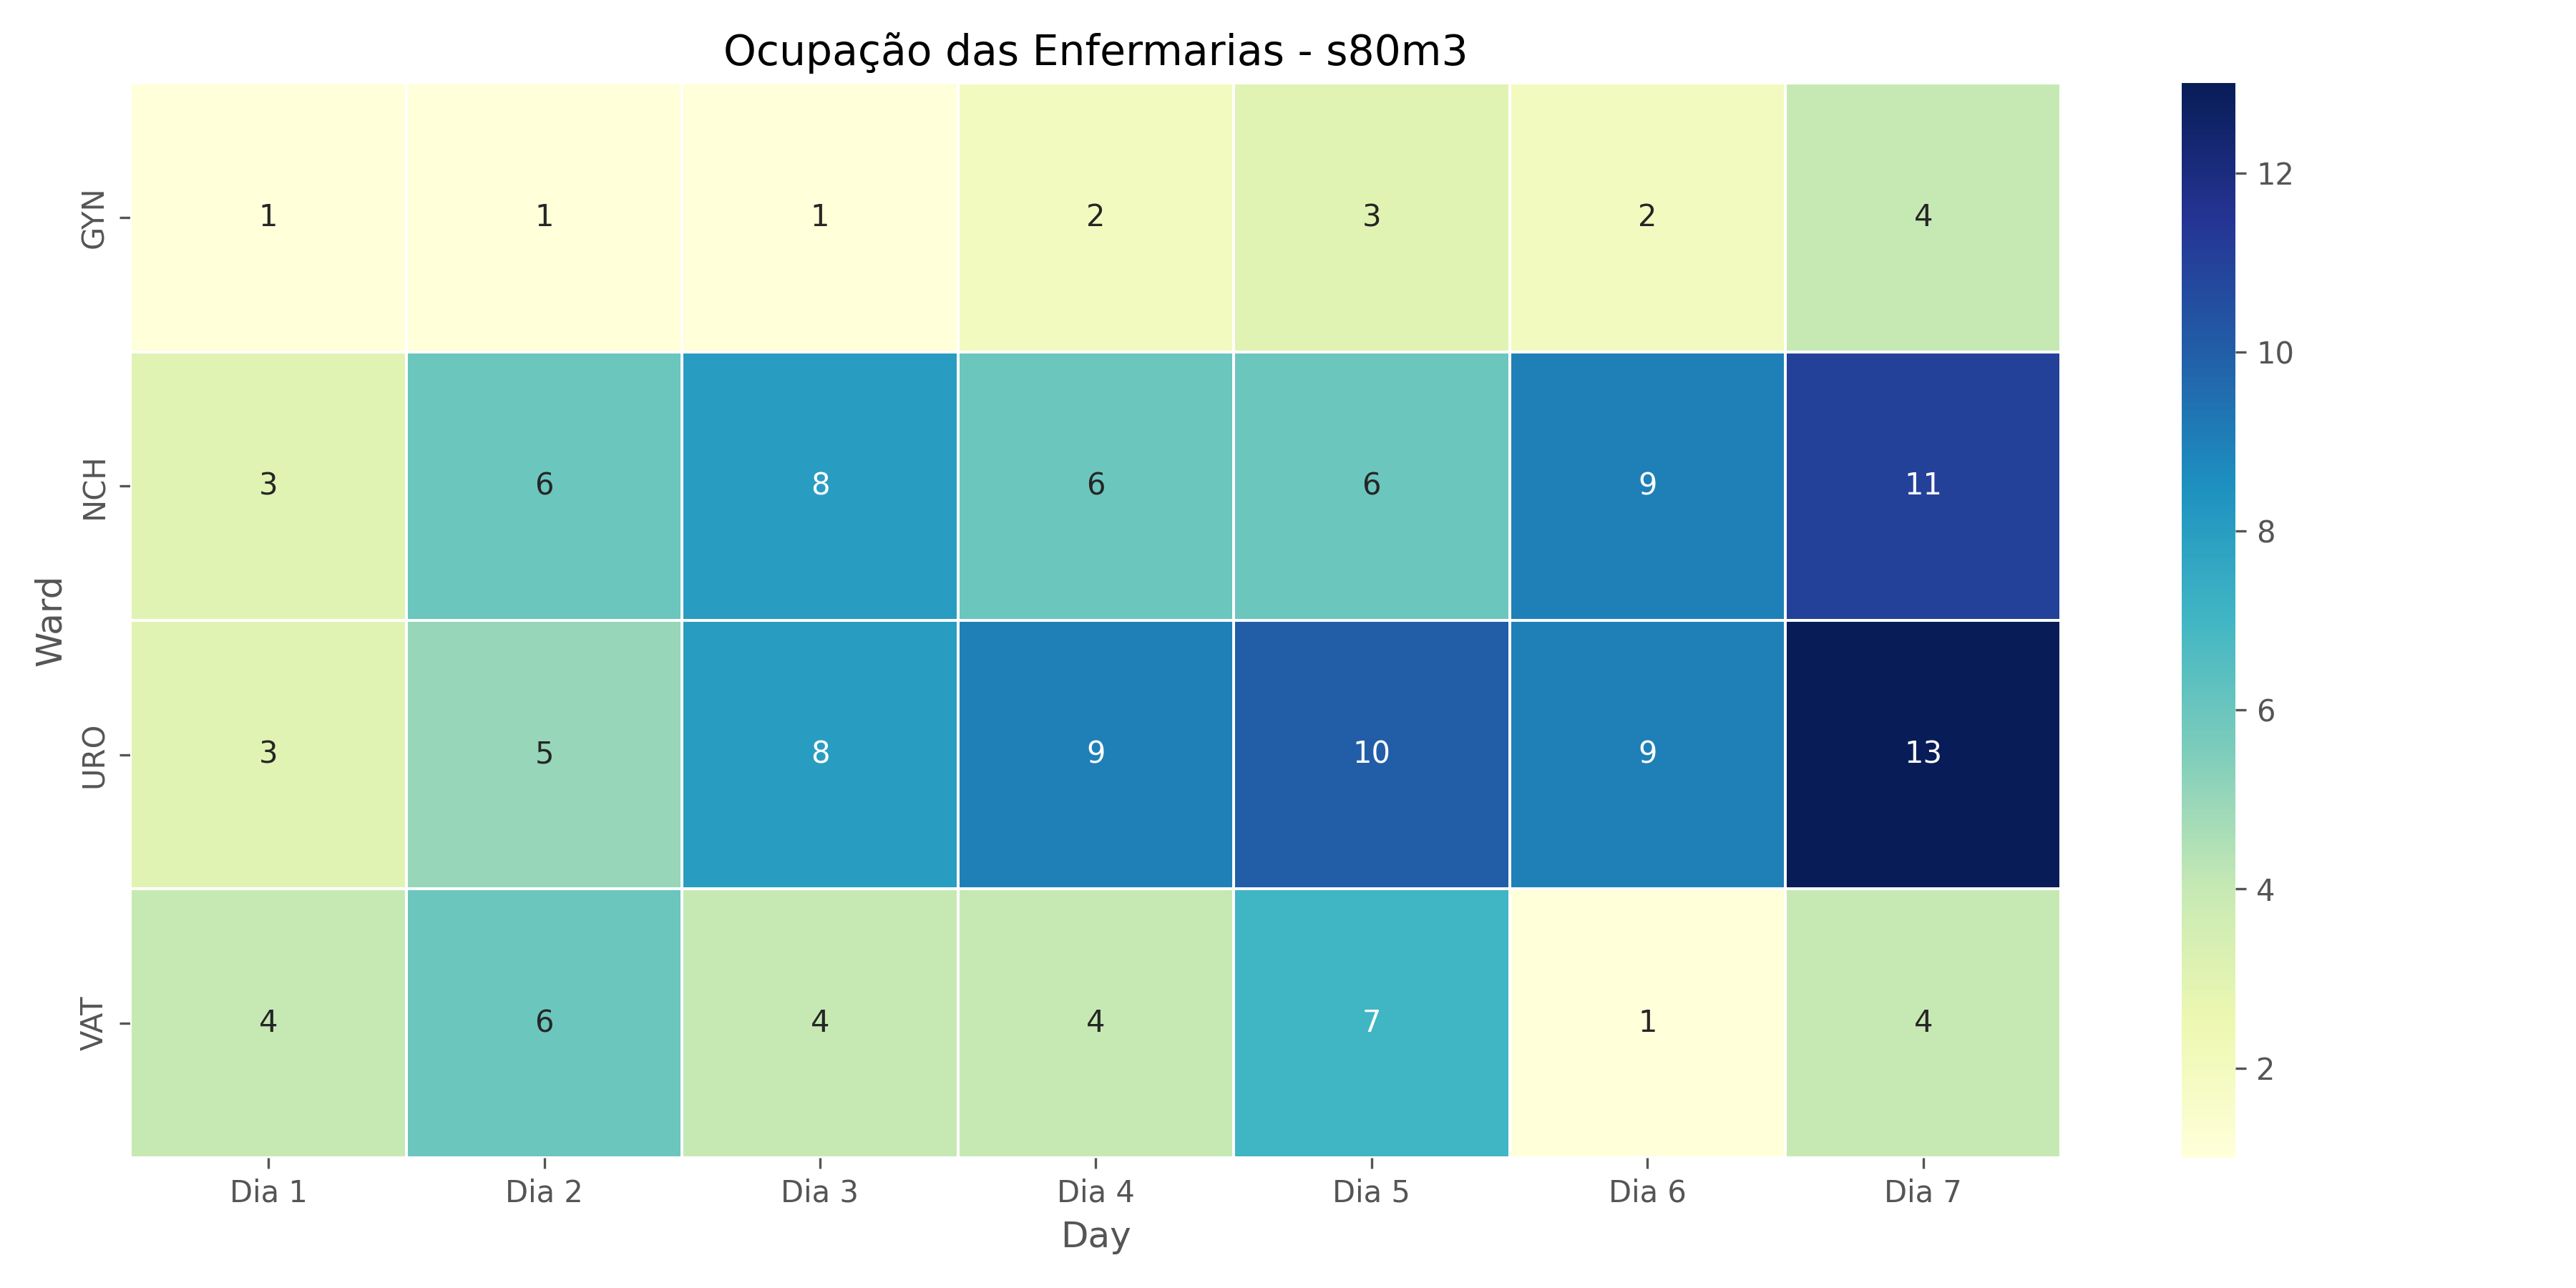 Ocupação das Enfermarias - s80m3
GYN 1 1 1 2 3 2 4
NCH 3 6 8 6 6 9 11
URO 3 5 8 9 10 9 13
VAT 4 6 4 4 7 1 4
Dia 1 Dia 2 Dia 3 Dia 4 Dia 5 Dia 6 Dia 7
Day
Ward
12
10
8
6
4
2